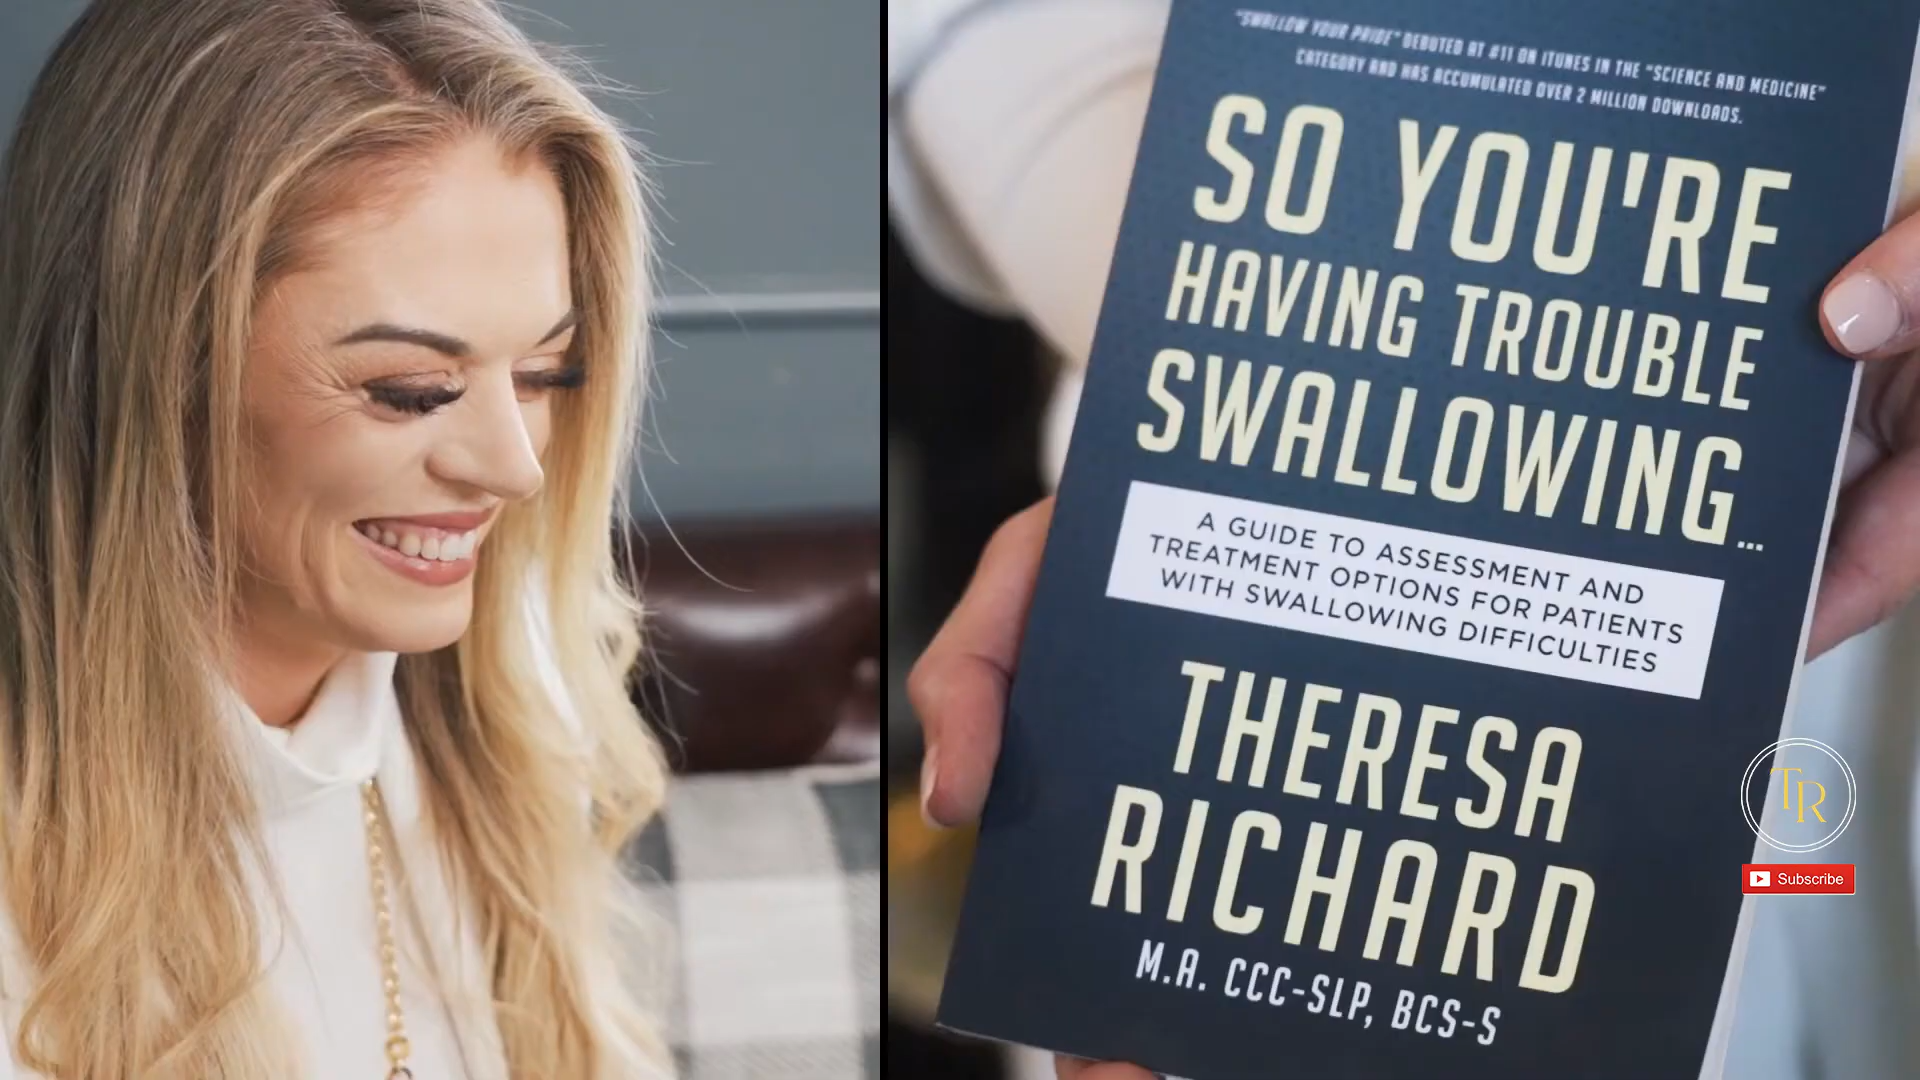 "SWALLOW YOUR PRIDE" DEBUTED AT #11 ON ITUNES IN THE "SCIENCE AND MEDICINE"
CATEGORY AND HAS ACCUMULATED OVER 2 MILLION DOWNLOADS.
SO YOU'RE
HAVING TROUBLE
SWALLOWING...
A GUIDE TO ASSESSMENT AND
TREATMENT OPTIONS FOR PATIENTS
WITH SWALLOWING DIFFICULTIES
THERESA
RICHARD
M.A. CCC-SLP, BCS-S
TR
Subscribe